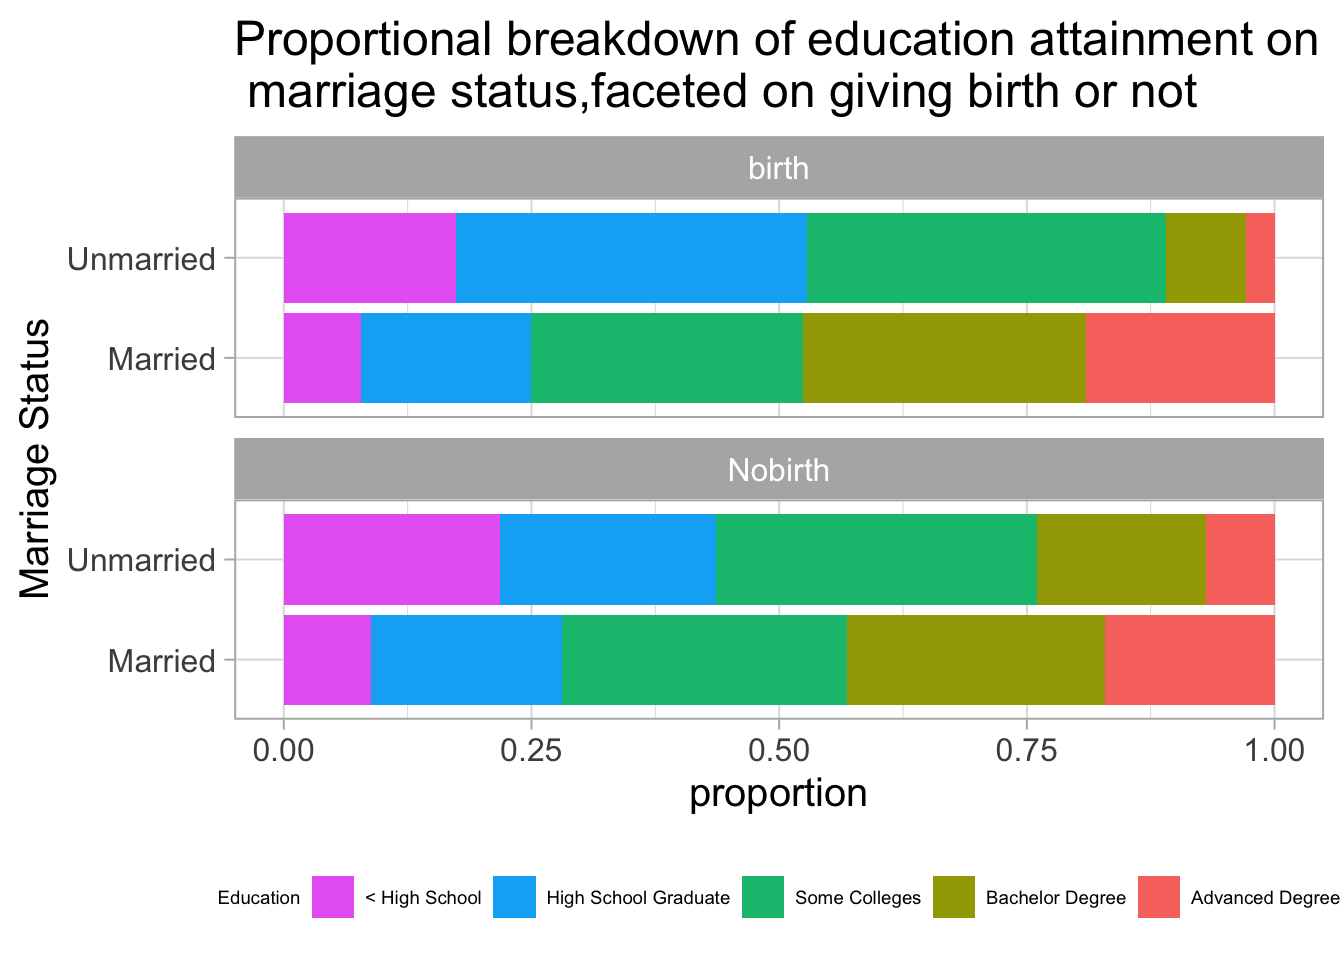 Proportional breakdown of education attainment on
marriage status,faceted on giving birth or not
birth
Unmarried
Married
Nobirth
Unmarried
Married
Marriage Status
0.00 0.25 0.50 0.75 1.00
proportion
Education < High School High School Graduate Some Colleges Bachelor Degree Advanced Degree